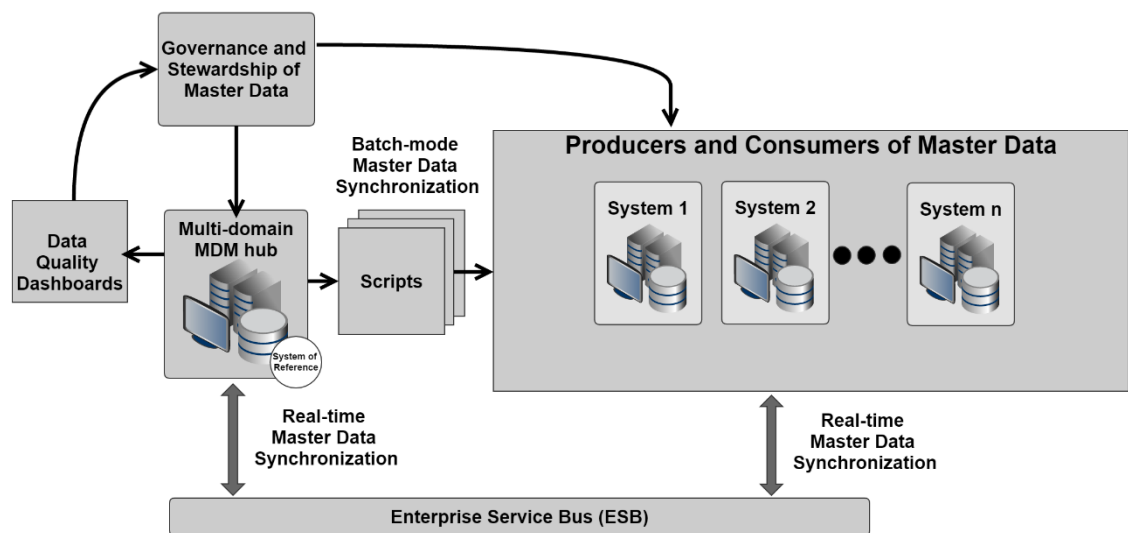 Governance and
Stewardship of
Master Data
Batch-mode
Master Data
Synchronization
Producers and Consumers of Master Data
System 1
System 2
System n
Data
Quality
Dashboards
Multi-domain
MDM hub
Scripts
System of
Reference
Real-time
Master Data
Synchronization
Real-time
Master Data
Synchronization
Enterprise Service Bus (ESB)